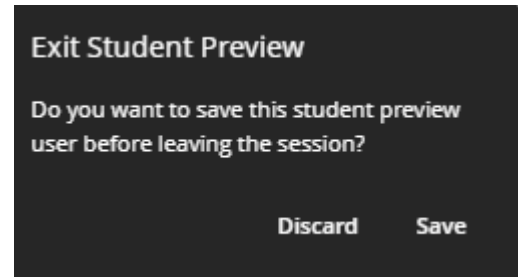 Exit Student Preview
Do you want to save this student preview
user before leaving the session?
Discard Save